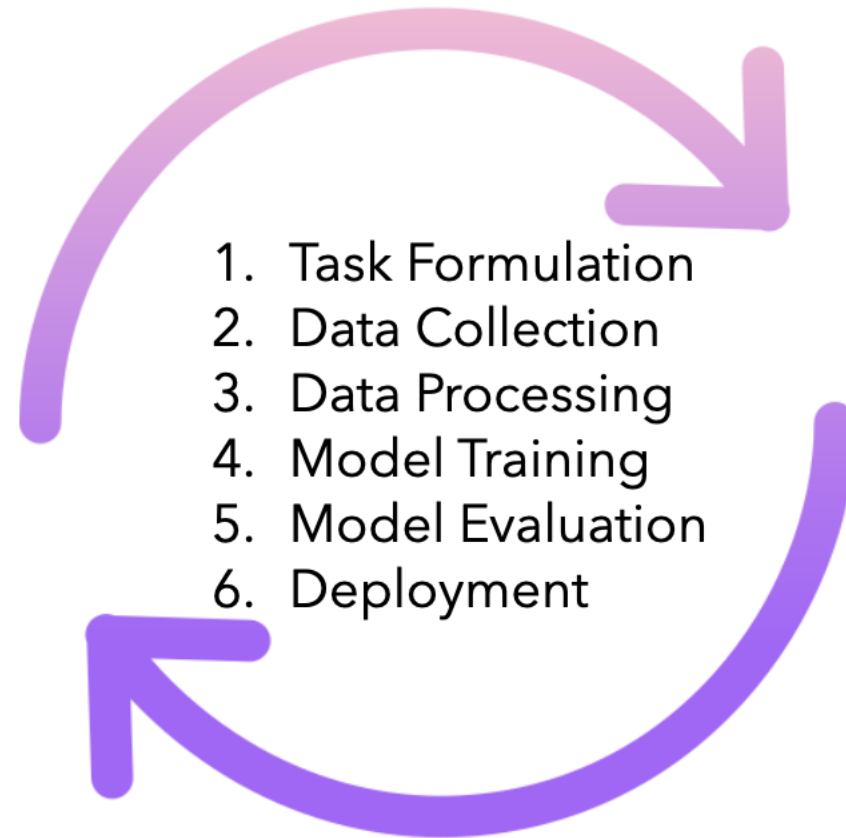 1. Task Formulation
2. Data Collection
3. Data Processing
4. Model Training
5. Model Evaluation
6. Deployment